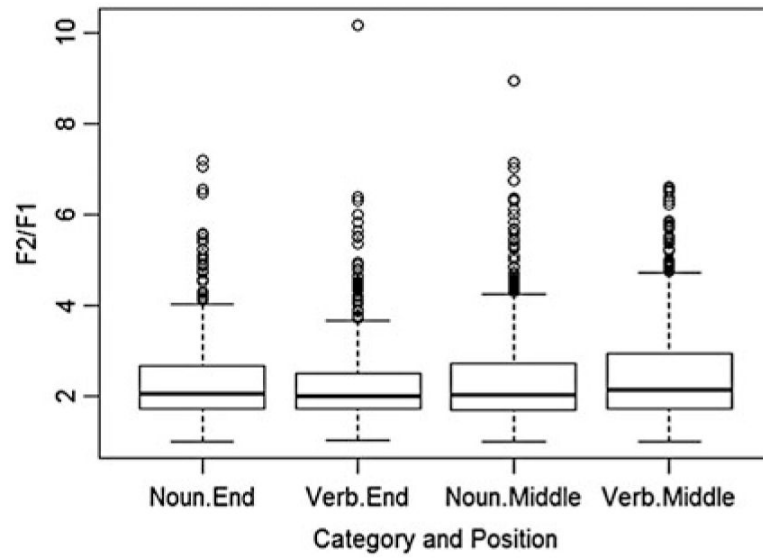 10
8
6
4
2
F2/F1
Noun.End Verb.End Noun.Middle Verb.Middle
Category and Position